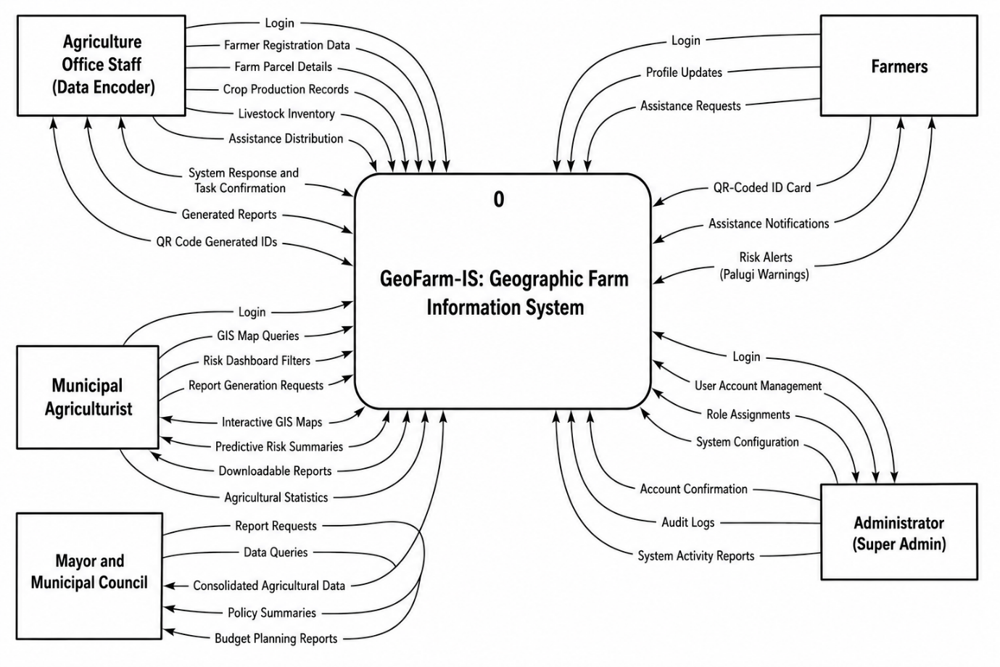 Agriculture
Office Staff
(Data Encoder)
Login
Farmer Registration Data
Farm Parcel Details
Crop Production Records
Livestock Inventory
Assistance Distribution
System Response and
Task Confirmation
Generated Reports
QR Code Generated IDs
Farmers
Login
Profile Updates
Assistance Requests
QR-Coded ID Card
Assistance Notifications
Risk Alerts
(Palugi Warnings)
0
GeoFarm-IS: Geographic Farm
Information System
Municipal
Agriculturist
Login
GIS Map Queries
Risk Dashboard Filters
Report Generation Requests
Interactive GIS Maps
Predictive Risk Summaries
Downloadable Reports
Agricultural Statistics
Mayor and
Municipal Council
Report Requests
Data Queries
Consolidated Agricultural Data
Policy Summaries
Budget Planning Reports
Login
User Account Management
Role Assignments
System Configuration
Account Confirmation
Audit Logs
System Activity Reports
Administrator
(Super Admin)